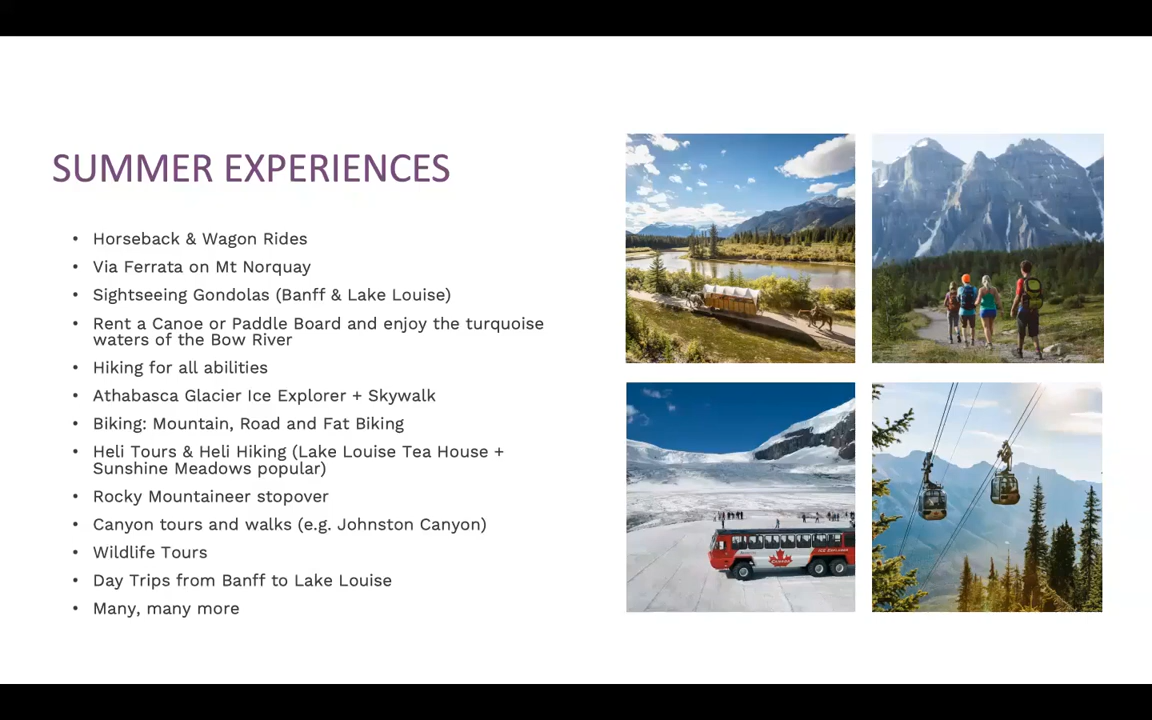 SUMMER EXPERIENCES
• Horseback & Wagon Rides
• Via Ferrata on Mt Norquay
• Sightseeing Gondolas (Banff & Lake Louise)
• Rent a Canoe or Paddle Board and enjoy the turquoise
waters of the Bow River
• Hiking for all abilities
• Athabasca Glacier Ice Explorer + Skywalk
• Biking: Mountain, Road and Fat Biking
• Heli Tours & Heli Hiking (Lake Louise Tea House +
Sunshine Meadows popular)
• Rocky Mountaineer stopover
• Canyon tours and walks (e.g. Johnston Canyon)
• Wildlife Tours
• Day Trips from Banff to Lake Louise
• Many, many more
ICE EXPLORER
CANADA